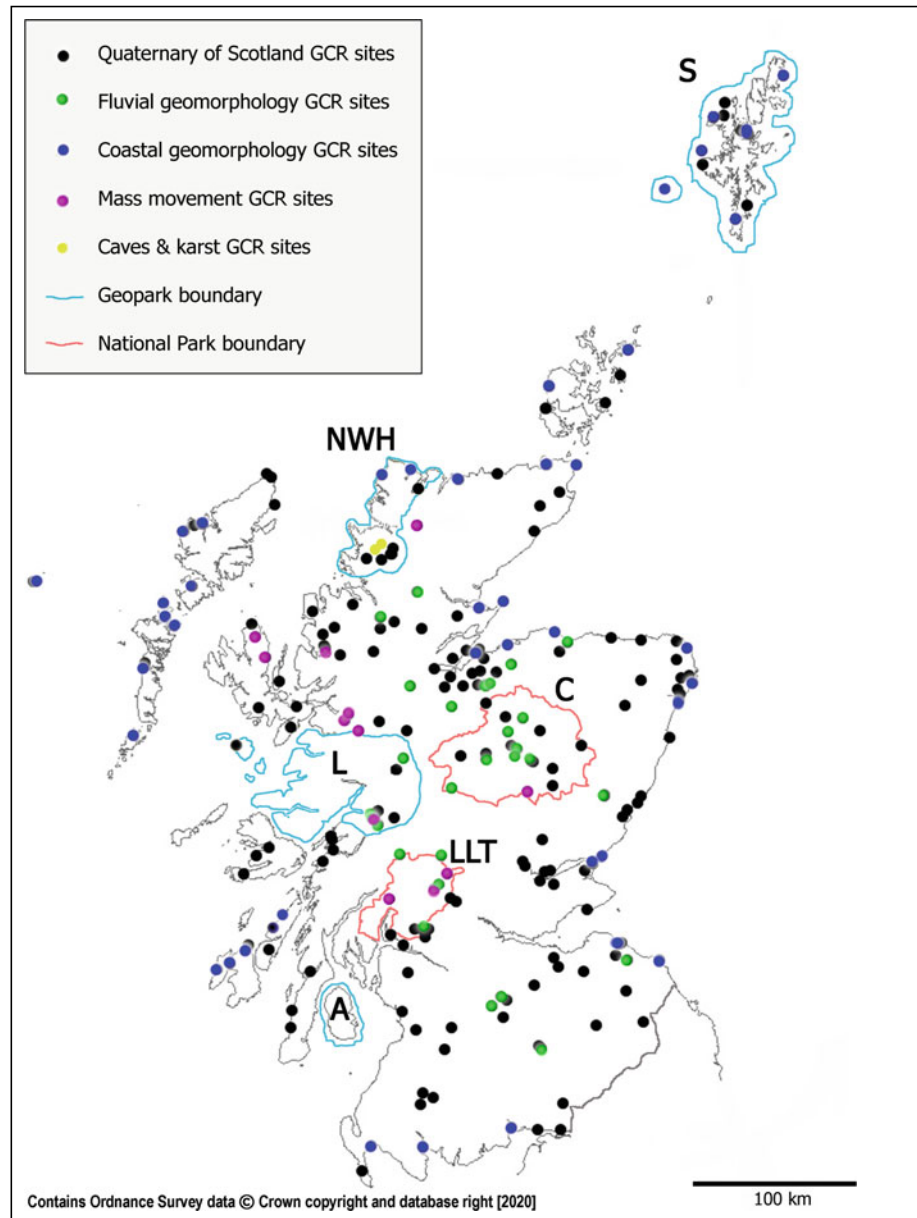 Quaternary of Scotland GCR sites
Fluvial geomorphology GCR sites
Coastal geomorphology GCR sites
Mass movement GCR sites
Caves & karst GCR sites
Geopark boundary
National Park boundary
S
NWH
C
L
LLT
A
Contains Ordnance Survey data © Crown copyright and database right [2020]
100 km